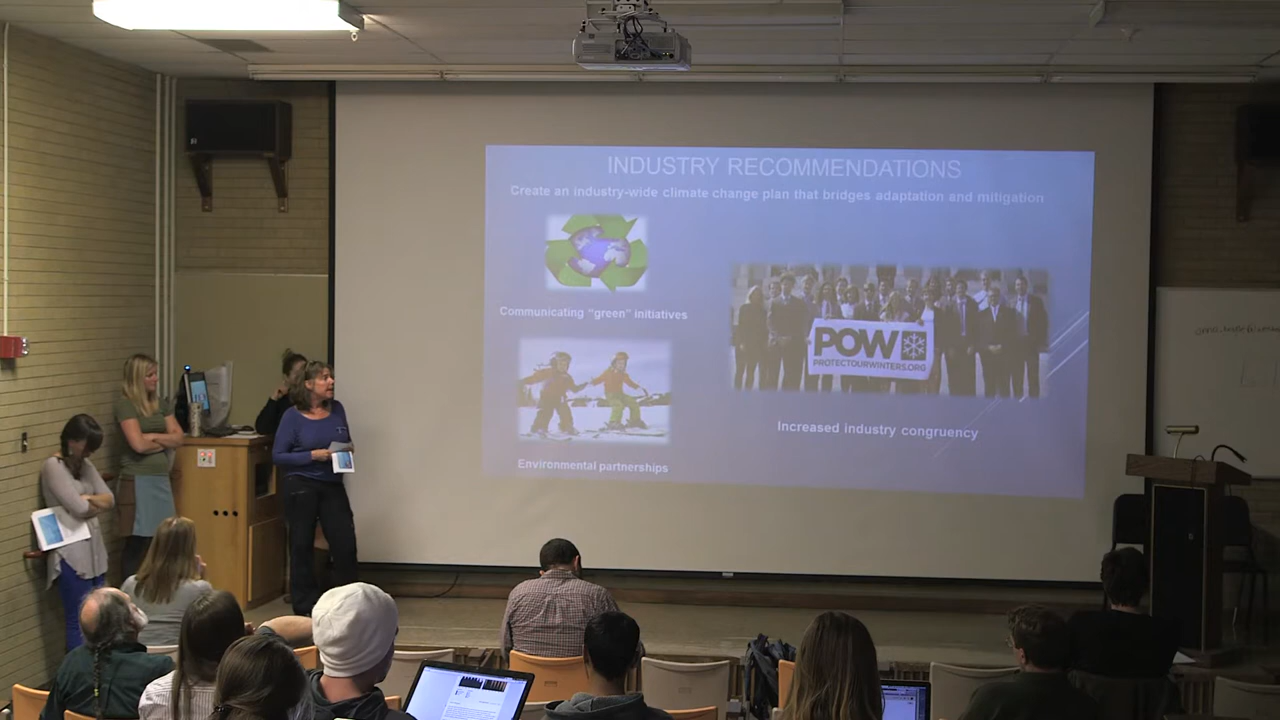 INDUSTRY RECOMMENDATIONS
Create an industry-wide climate change plan that bridges adaptation and mitigation
Communicating “green” initiatives
POW
PROTECTOURWINTERS.ORG
Increased industry congruency
Environmental partnerships